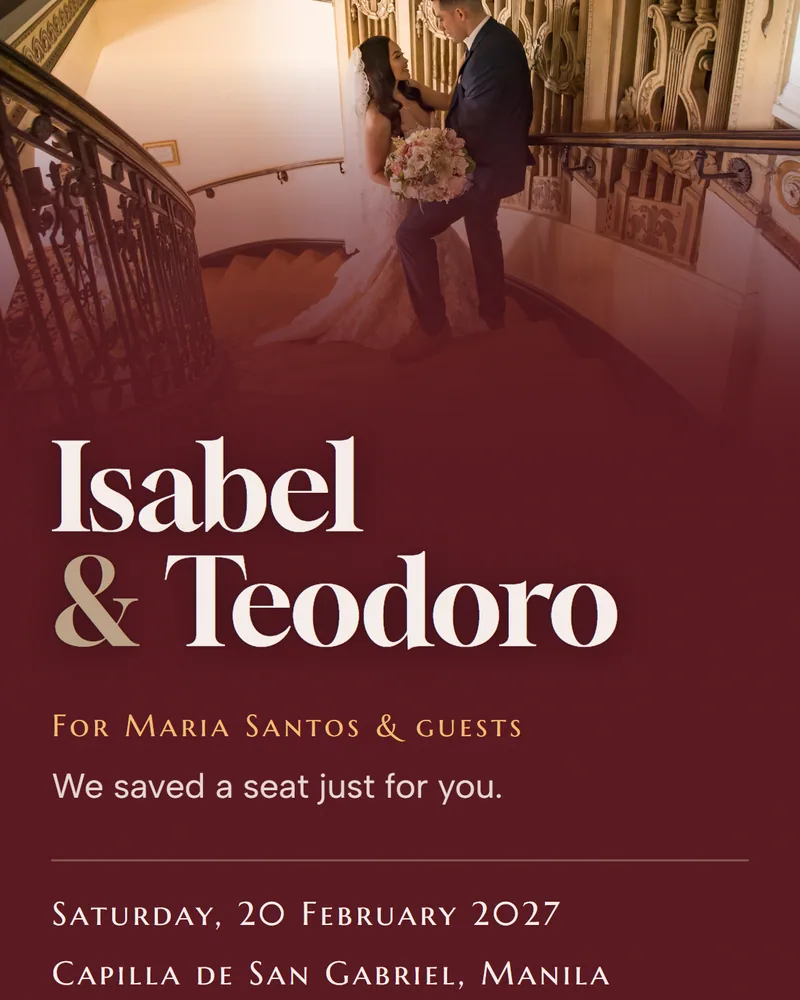 Isabel
& Teodoro
For Maria Santos & guests
We saved a seat just for you.
Saturday, 20 February 2027
Capilla de San Gabriel, Manila